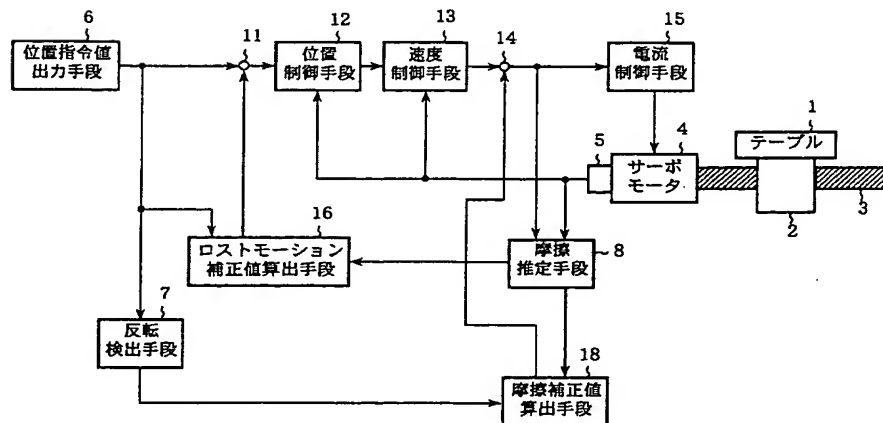 6
位置指令値
出力手段
11
12
位置
制御手段
13
速度
制御手段
14
15
電流
制御手段
1
テーブル
4
サーボ
モータ
5
2
3
16
ロストモーション
補正値算出手段
摩擦
推定手段
8
7
反転
検出手段
18
摩擦補正値
算出手段